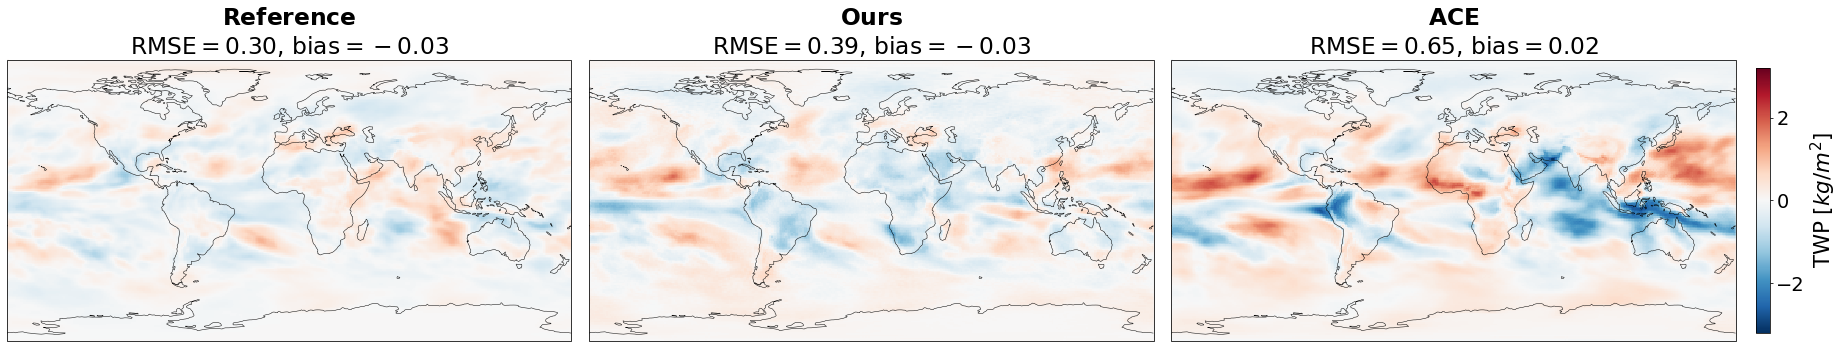 Reference
RMSE = 0.30, bias = −0.03
Ours
RMSE = 0.39, bias = −0.03
ACE
RMSE = 0.65, bias = 0.02
2
0
−2
TWP [kg/m²]